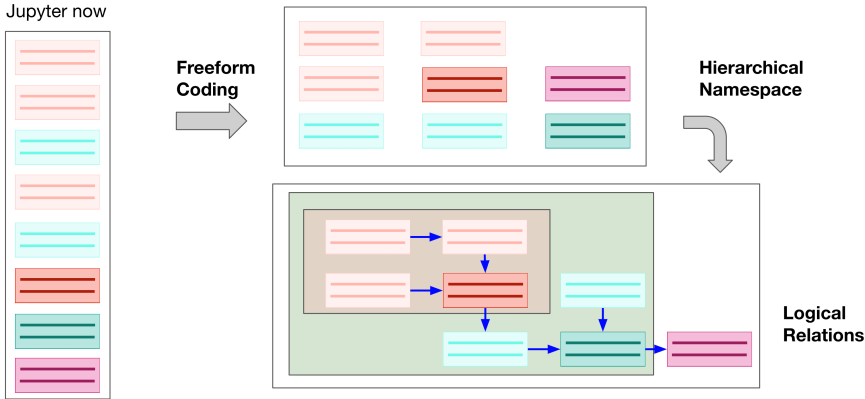 Jupyter now
Freeform
Coding
Hierarchical
Namespace
Logical
Relations